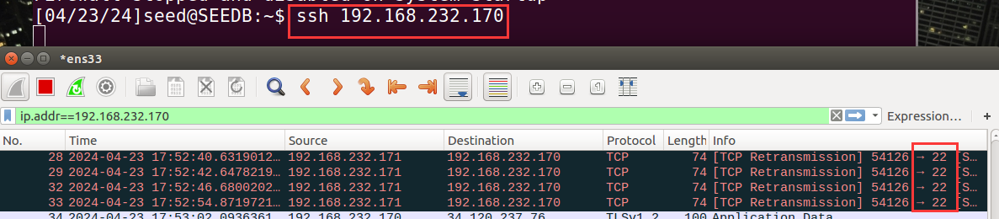 [04/23/24]seed@SEEDB:~$ ssh 192.168.232.170
*ens33
ip.addr==192.168.232.170 Expression… +
No. Time Source Destination Protocol Length Info
28 2024-04-23 17:52:40.6319012… 192.168.232.171 192.168.232.170 TCP 74 [TCP Retransmission] 54126 → 22 [S…
29 2024-04-23 17:52:42.6478219… 192.168.232.171 192.168.232.170 TCP 74 [TCP Retransmission] 54126 → 22 [S…
32 2024-04-23 17:52:46.6800202… 192.168.232.171 192.168.232.170 TCP 74 [TCP Retransmission] 54126 → 22 [S…
33 2024-04-23 17:52:54.8719721… 192.168.232.171 192.168.232.170 TCP 74 [TCP Retransmission] 54126 → 22 [S…
34 2024-04-23 17:53:02.0936361 192.168.232.170 34.120.237.76 TLSv1.2 100 Application Data